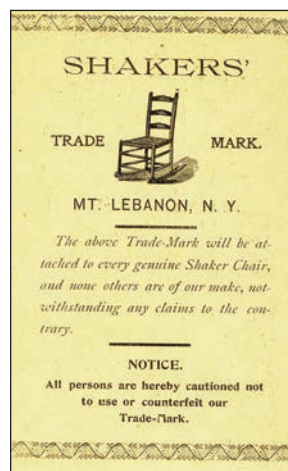 SHAKERS'
TRADE MARK.
MT. LEBANON, N. Y.
The above Trade-Mark will be at-
tached to every genuine Shaker Chair,
and none others are of our make, not-
withstanding any claims to the con-
trary.
NOTICE.
All persons are hereby cautioned not
to use or counterfeit our
Trade-Mark.